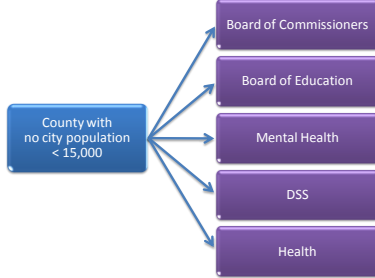 Board of Commissioners
Board of Education
County with
no city population
< 15,000
Mental Health
DSS
Health